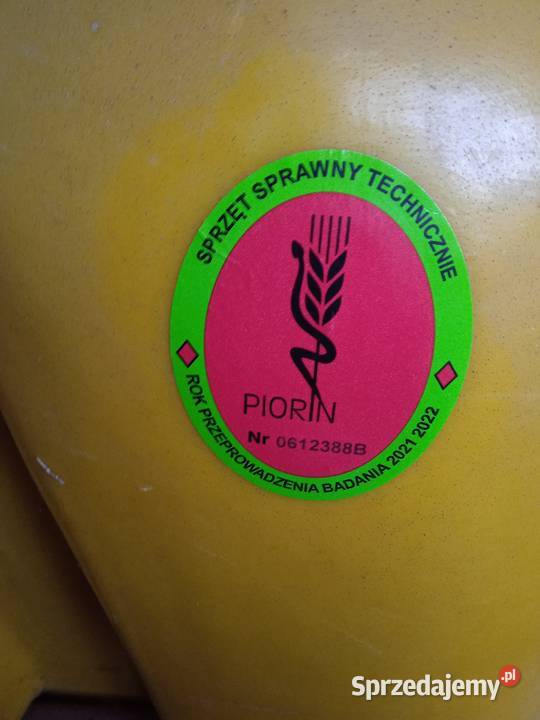 SPRZĘT SPRAWNY TECHNICZNIE
PIORIN
Nr 0612388B
ROK PRZEPROWADZENIA BADANIA 2021 2022
Sprzedajemy.pl